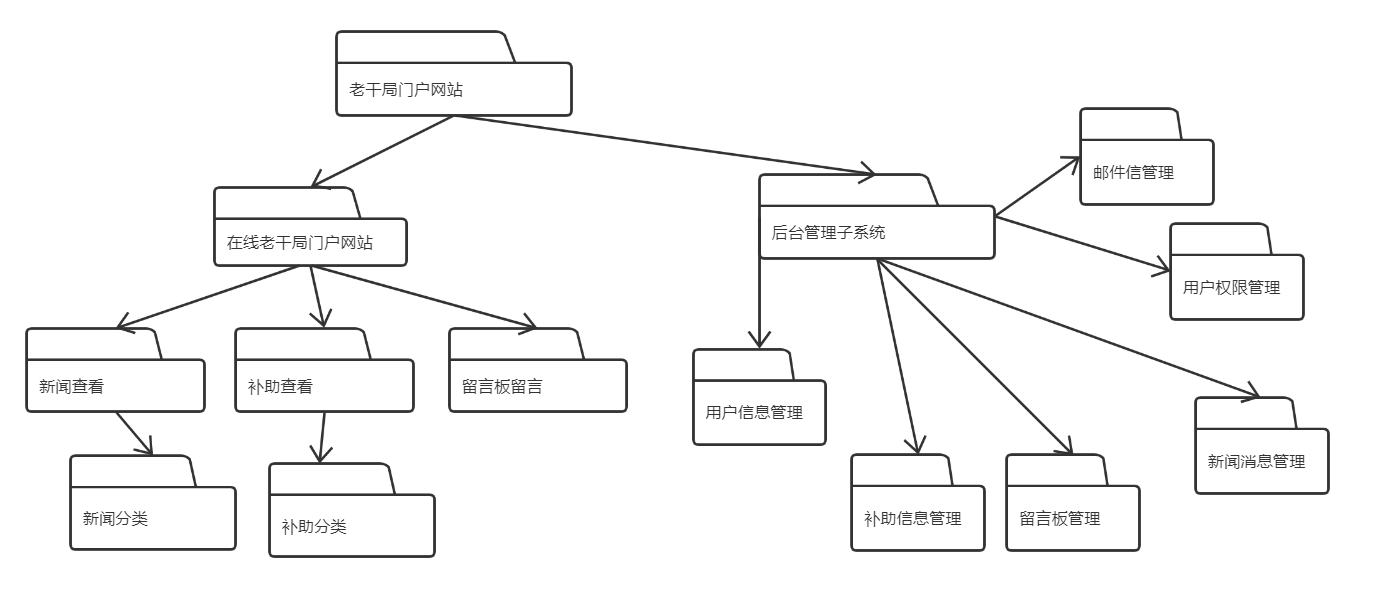 老干局门户网站
邮件信管理
在线老干局门户网站
后台管理子系统
用户权限管理
新闻查看
补助查看
留言板留言
用户信息管理
新闻消息管理
新闻分类
补助分类
补助信息管理
留言板管理